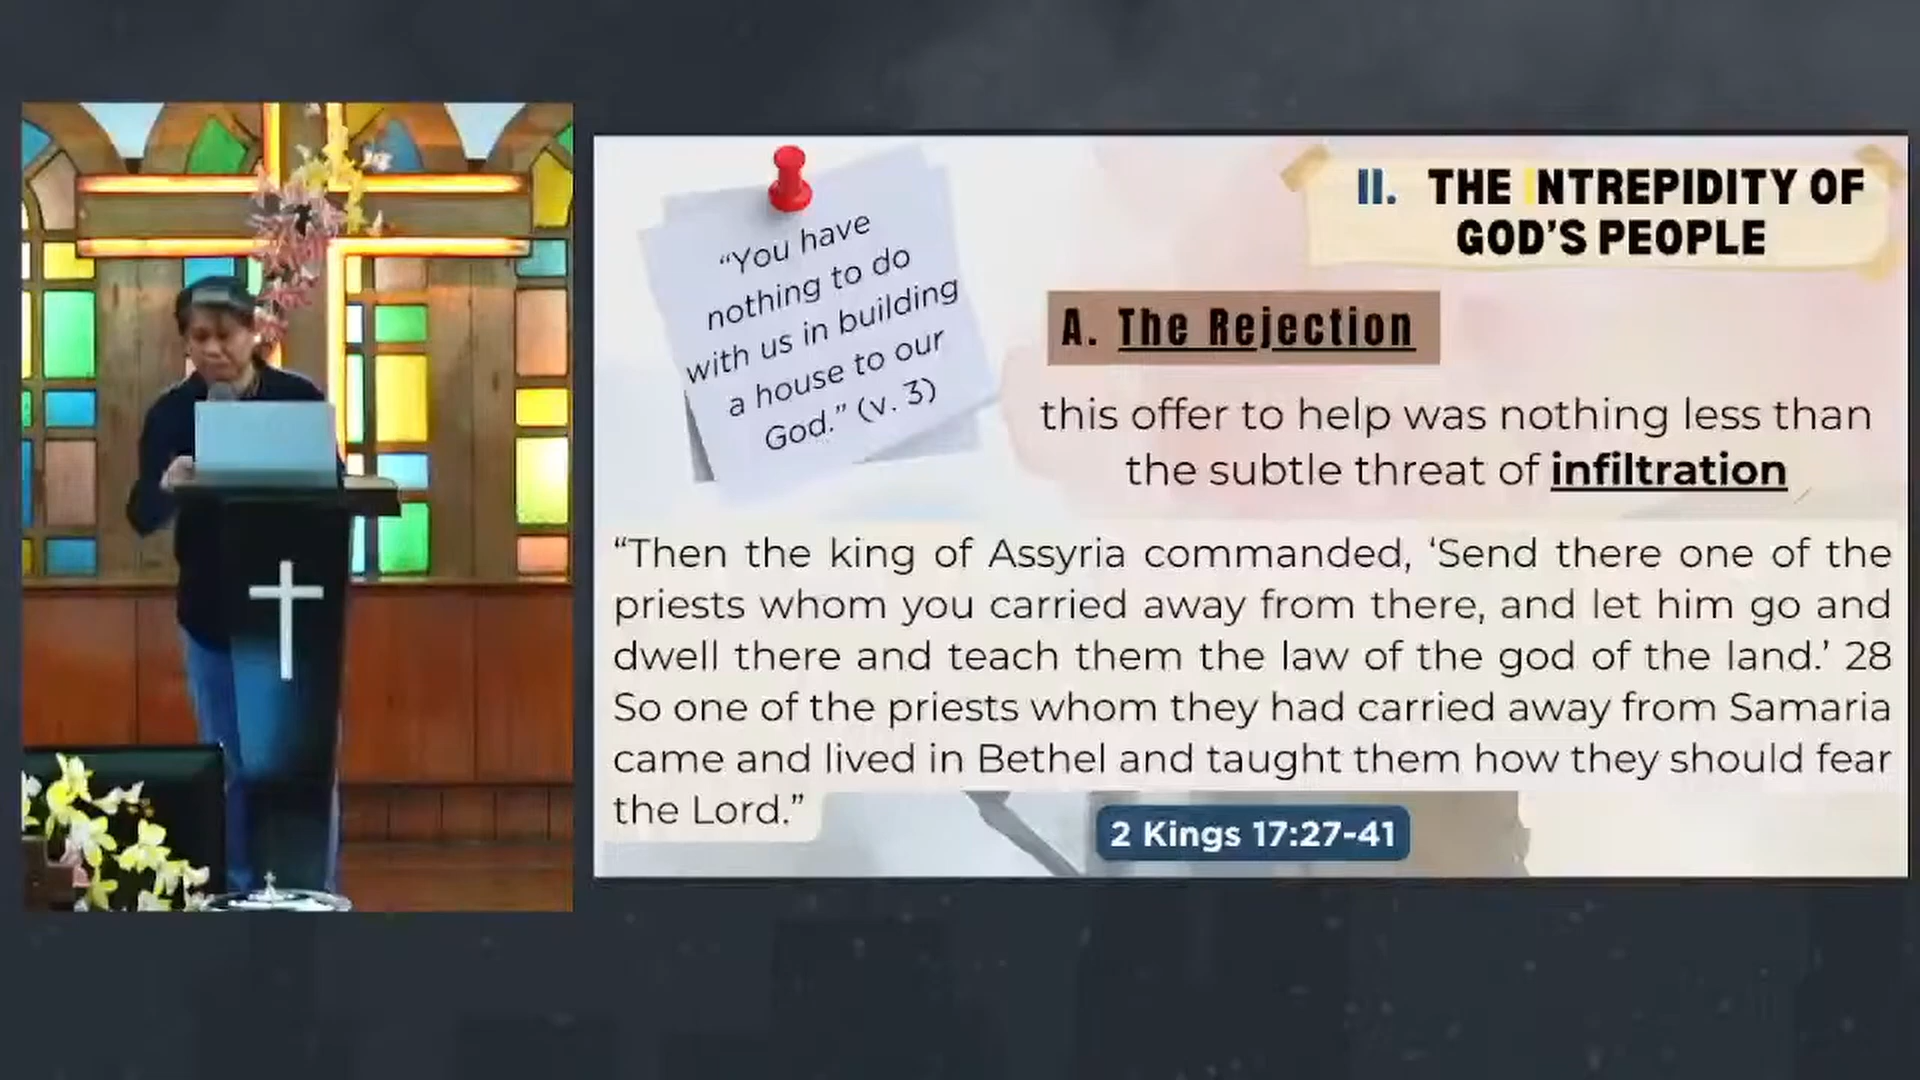 II. THE INTREPIDITY OF
GOD'S PEOPLE
“You have
nothing to do
with us in building
a house to our
God.” (v. 3)
A. The Rejection
this offer to help was nothing less than
the subtle threat of infiltration
“Then the king of Assyria commanded, ‘Send there one of the
priests whom you carried away from there, and let him go and
dwell there and teach them the law of the god of the land.’ 28
So one of the priests whom they had carried away from Samaria
came and lived in Bethel and taught them how they should fear
the Lord.”
2 Kings 17:27-41